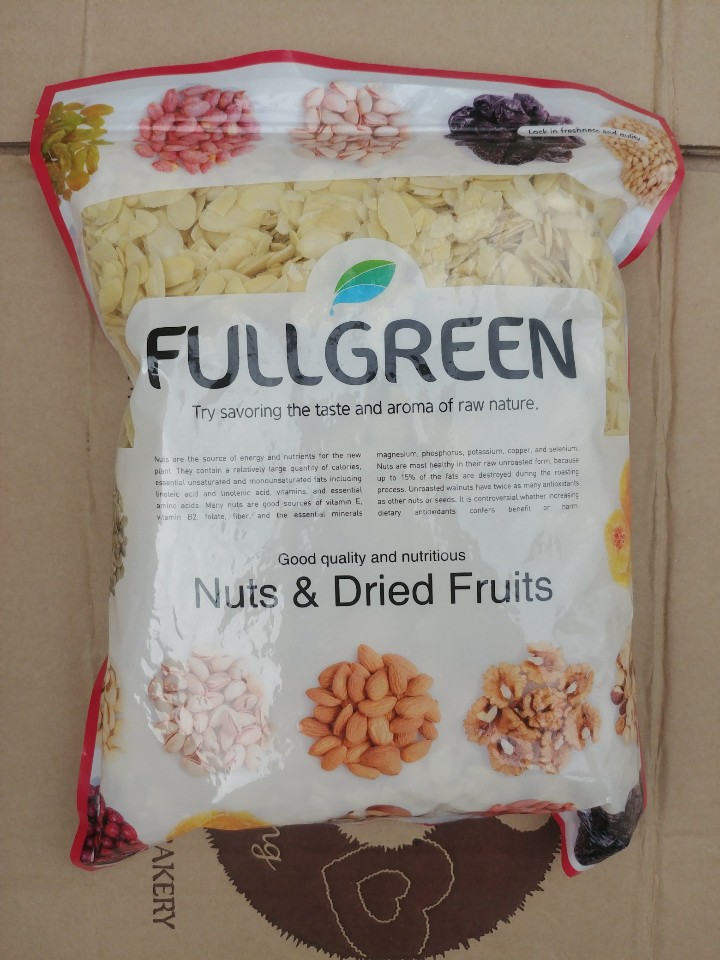 Lock in freshness and
FULLGREEN
Try savoring the taste and aroma of raw nature.
Nuts are the source of energy and nutrients for the new
plant. They contain a relatively large quantity of calories,
essential unsaturated and monounsaturated fats including
linoleic acid and linolenic acid, vitamins, and essential
amino acids. Many nuts are good sources of vitamin E,
vitamin B2, folate, fiber, and the essential minerals
magnesium, phosphorus, potassium, copper, and selenium.
Nuts are most healthy in their raw unroasted form, because
up to 15% of the fats are destroyed during the roasting
process. Unroasted walnuts have twice as many antioxidants
as other nuts or seeds. It is controversial whether increasing
dietary antioxidants confers benefit or harm.
Good quality and nutritious
Nuts & Dried Fruits
AKERY
ng